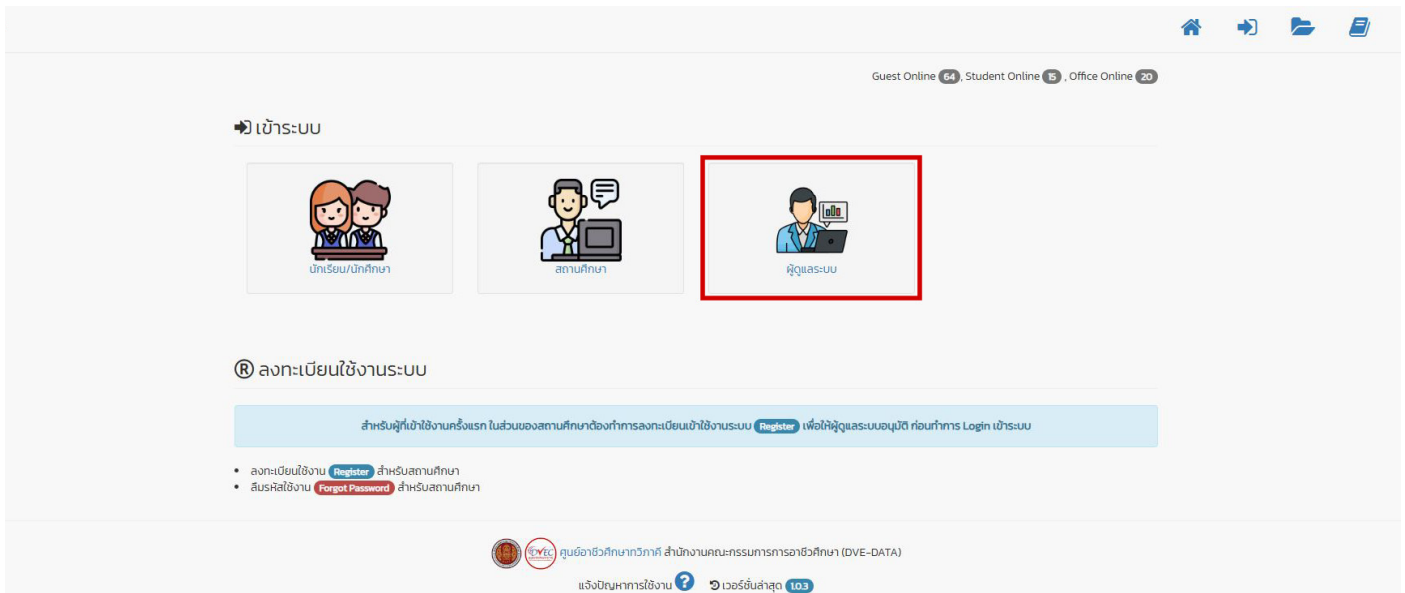 Guest Online 64, Student Online 15 , Office Online 20
เข้าระบบ
นักเรียน/นักศึกษา
สถานศึกษา
ผู้ดูแลระบบ
® ลงทะเบียนใช้งานระบบ
สำหรับผู้ที่เข้าใช้งานครั้งแรก ในส่วนของสถานศึกษาต้องทำการลงทะเบียนเข้าใช้งานระบบ Register เพื่อให้ผู้ดูแลระบบอนุมัติ ก่อนทำการ Login เข้าระบบ
• ลงทะเบียนใช้งาน Register สำหรับสถานศึกษา
• ลืมรหัสใช้งาน Forgot Password สำหรับสถานศึกษา
DVEC ศูนย์อาชีวศึกษาทวิภาคี สำนักงานคณะกรรมการการอาชีวศึกษา (DVE-DATA)
แจ้งปัญหาการใช้งาน ? เวอร์ชั่นล่าสุด 1.0.3